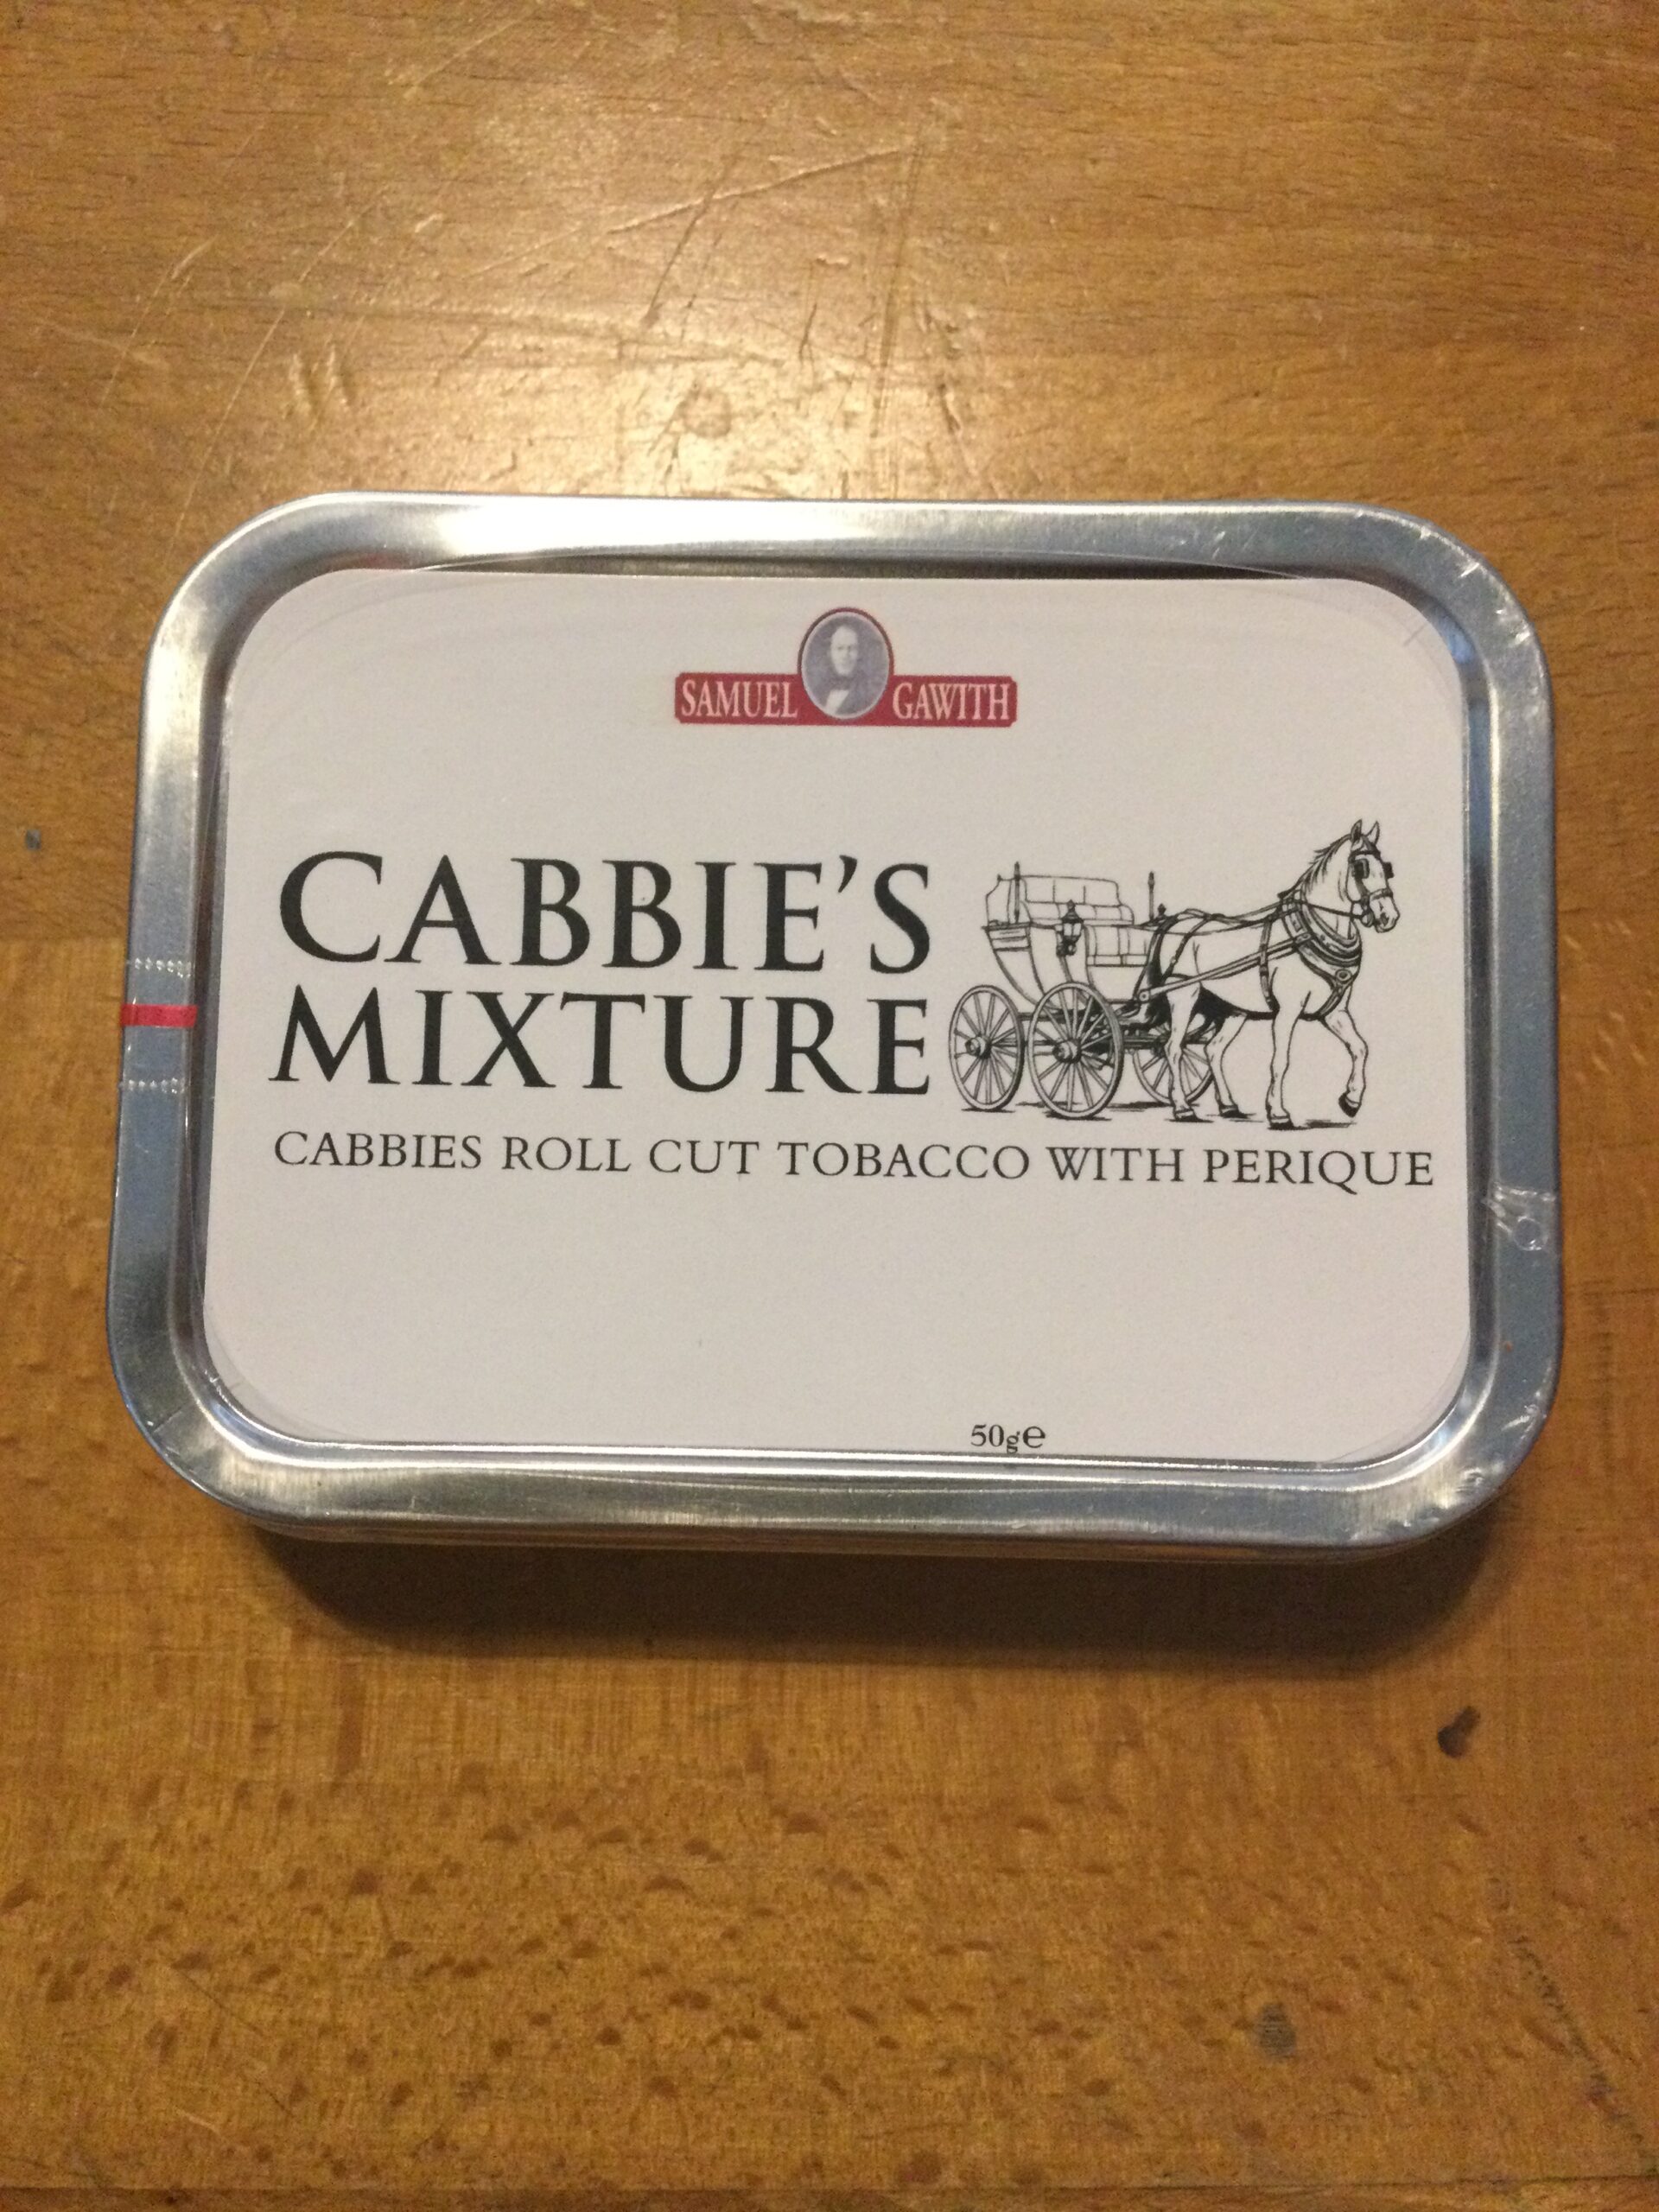 SAMUEL GAWITH
CABBIE'S
MIXTURE
CABBIES ROLL CUT TOBACCO WITH PERIQUE
50g℮